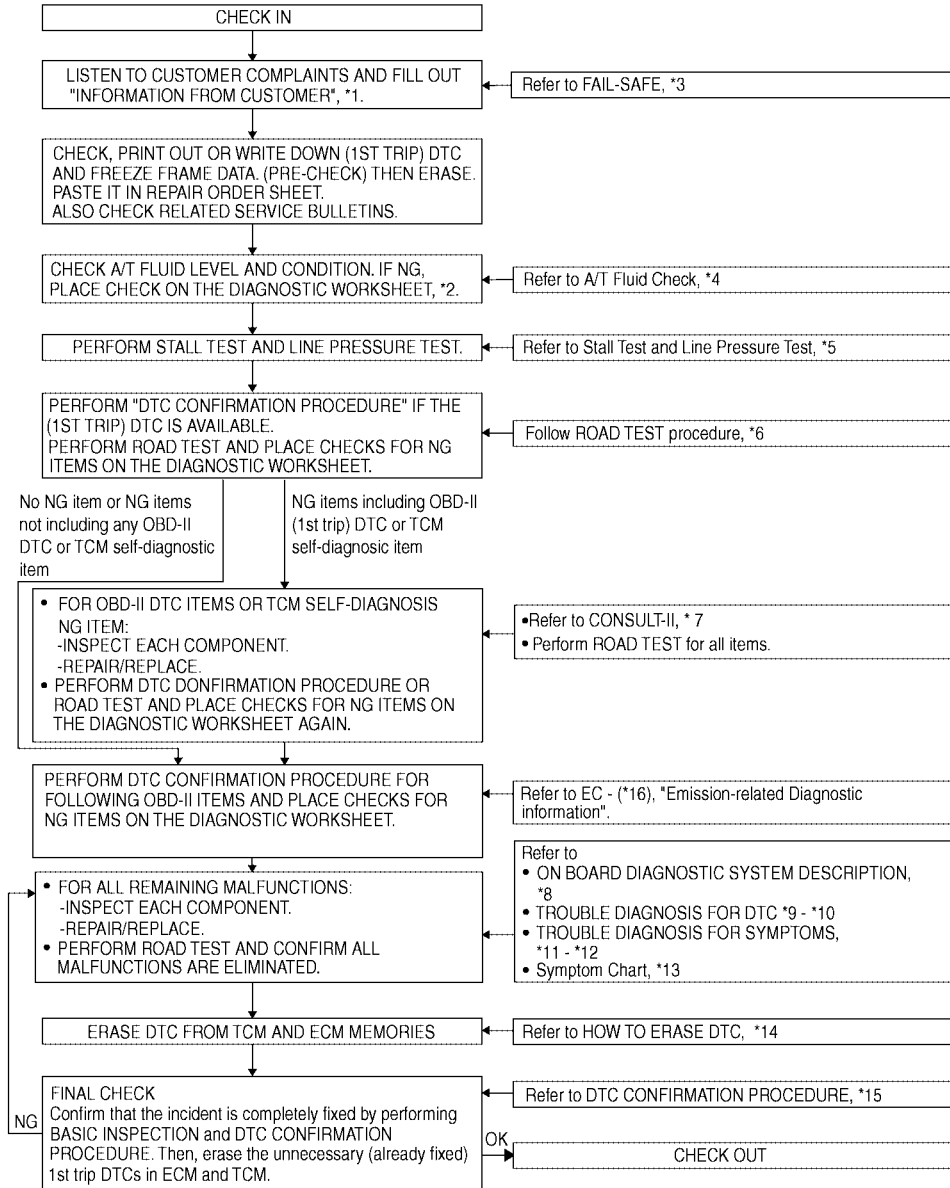 CHECK IN
LISTEN TO CUSTOMER COMPLAINTS AND FILL OUT
"INFORMATION FROM CUSTOMER", *1.
Refer to FAIL-SAFE, *3
CHECK, PRINT OUT OR WRITE DOWN (1ST TRIP) DTC
AND FREEZE FRAME DATA. (PRE-CHECK) THEN ERASE.
PASTE IT IN REPAIR ORDER SHEET.
ALSO CHECK RELATED SERVICE BULLETINS.
CHECK A/T FLUID LEVEL AND CONDITION. IF NG,
PLACE CHECK ON THE DIAGNOSTIC WORKSHEET, *2.
Refer to A/T Fluid Check, *4
PERFORM STALL TEST AND LINE PRESSURE TEST.
Refer to Stall Test and Line Pressure Test, *5
PERFORM "DTC CONFIRMATION PROCEDURE" IF THE
(1ST TRIP) DTC IS AVAILABLE.
PERFORM ROAD TEST AND PLACE CHECKS FOR NG
ITEMS ON THE DIAGNOSTIC WORKSHEET.
Follow ROAD TEST procedure, *6
No NG item or NG items
not including any OBD-II
DTC or TCM self-diagnostic
item
NG items including OBD-II
(1st trip) DTC or TCM
self-diagnosic item
• FOR OBD-II DTC ITEMS OR TCM SELF-DIAGNOSIS
NG ITEM:
-INSPECT EACH COMPONENT.
-REPAIR/REPLACE.
• PERFORM DTC DONFIRMATION PROCEDURE OR
ROAD TEST AND PLACE CHECKS FOR NG ITEMS ON
THE DIAGNOSTIC WORKSHEET AGAIN.
•Refer to CONSULT-II, * 7
• Perform ROAD TEST for all items.
PERFORM DTC CONFIRMATION PROCEDURE FOR
FOLLOWING OBD-II ITEMS AND PLACE CHECKS FOR
NG ITEMS ON THE DIAGNOSTIC WORKSHEET.
Refer to EC - (*16), "Emission-related Diagnostic
information".
• FOR ALL REMAINING MALFUNCTIONS:
-INSPECT EACH COMPONENT.
-REPAIR/REPLACE.
• PERFORM ROAD TEST AND CONFIRM ALL
MALFUNCTIONS ARE ELIMINATED.
Refer to
• ON BOARD DIAGNOSTIC SYSTEM DESCRIPTION,
*8
• TROUBLE DIAGNOSIS FOR DTC *9 - *10
• TROUBLE DIAGNOSIS FOR SYMPTOMS,
*11 - *12
• Symptom Chart, *13
ERASE DTC FROM TCM AND ECM MEMORIES
Refer to HOW TO ERASE DTC, *14
FINAL CHECK
Confirm that the incident is completely fixed by performing
BASIC INSPECTION and DTC CONFIRMATION
PROCEDURE. Then, erase the unnecessary (already fixed)
1st trip DTCs in ECM and TCM.
NG
Refer to DTC CONFIRMATION PROCEDURE, *15
OK
CHECK OUT